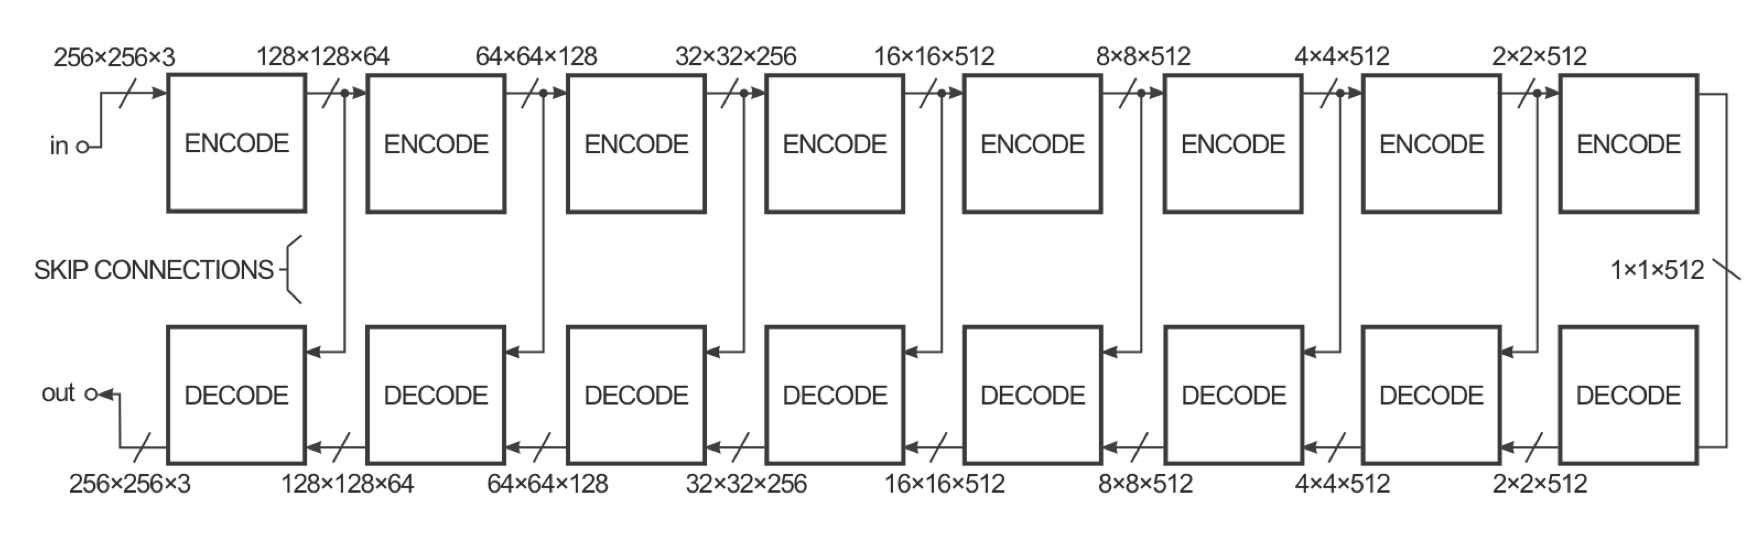 256×256×3 128×128×64 64×64×128 32×32×256 16×16×512 8×8×512 4×4×512 2×2×512
in ENCODE ENCODE ENCODE ENCODE ENCODE ENCODE ENCODE ENCODE
SKIP CONNECTIONS 1×1×512
out DECODE DECODE DECODE DECODE DECODE DECODE DECODE DECODE
256×256×3 128×128×64 64×64×128 32×32×256 16×16×512 8×8×512 4×4×512 2×2×512